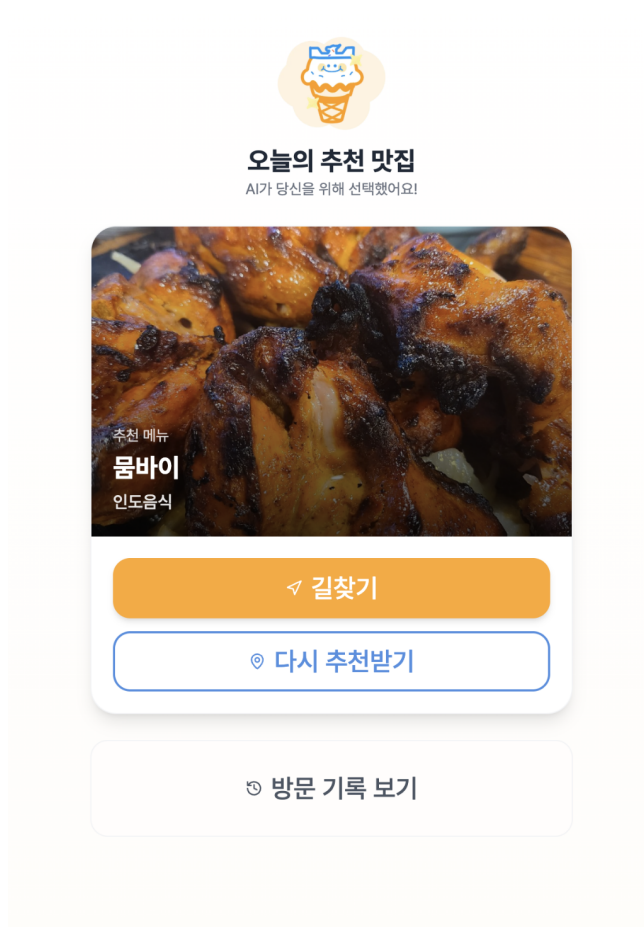 오늘의 추천 맛집
AI가 당신을 위해 선택했어요!
추천 메뉴
뭄바이
인도음식
길찾기
다시 추천받기
방문 기록 보기